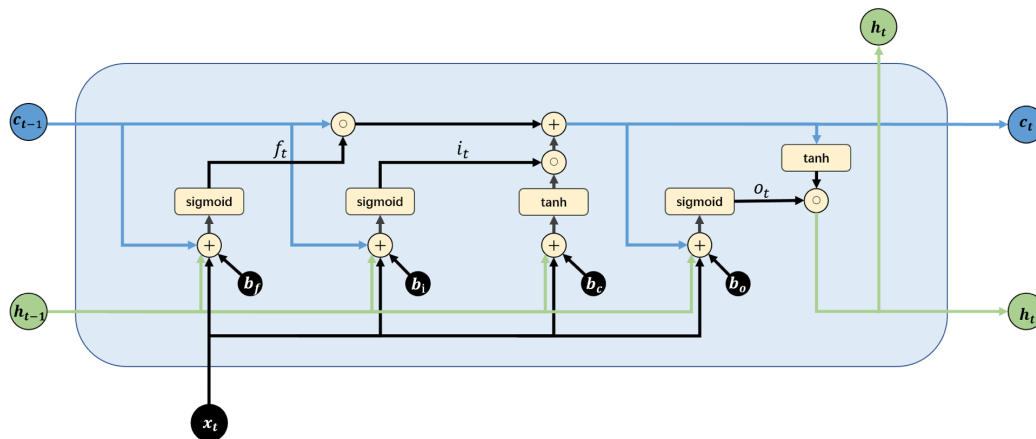 h_t
c_{t-1}
+
c_t
f_t
i_t
tanh
sigmoid
sigmoid
tanh
sigmoid
o_t
+
+
+
+
b_f
b_i
b_c
b_o
h_{t-1}
h_t
x_t